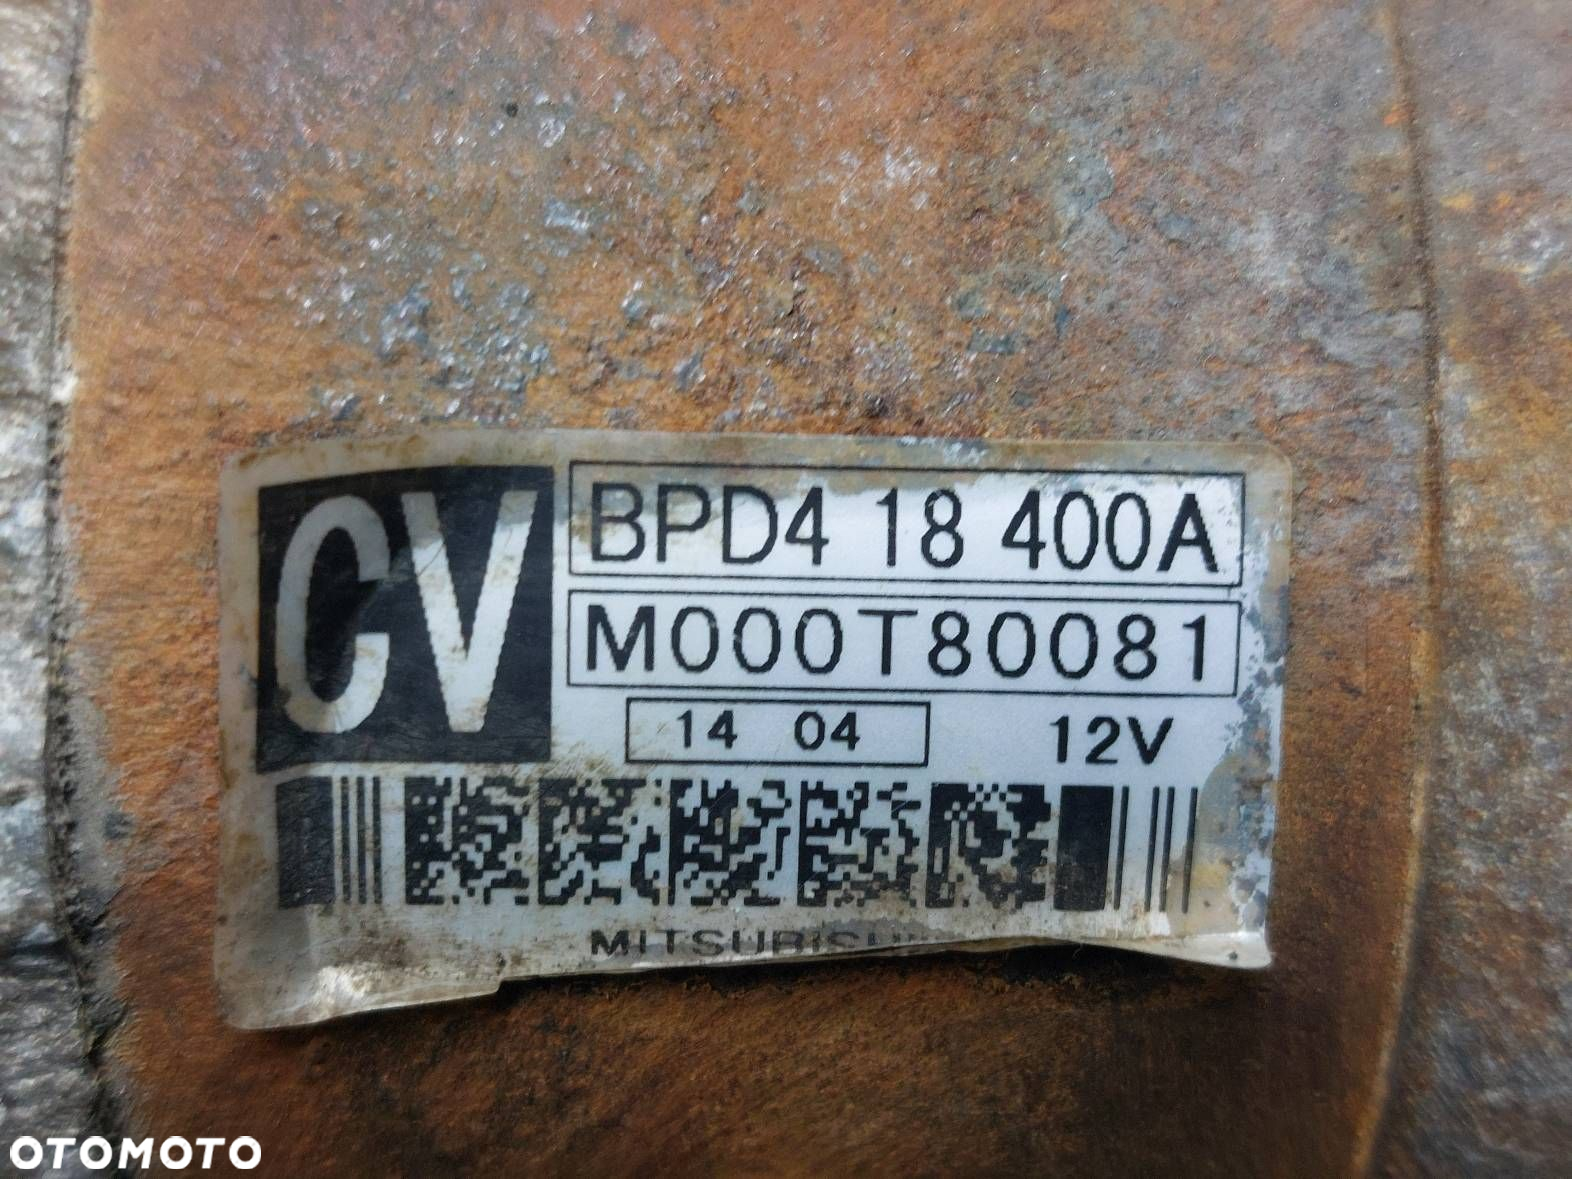 CV
BPD4 18 400A
M000T80081
14 04
12V
OTOMOTO